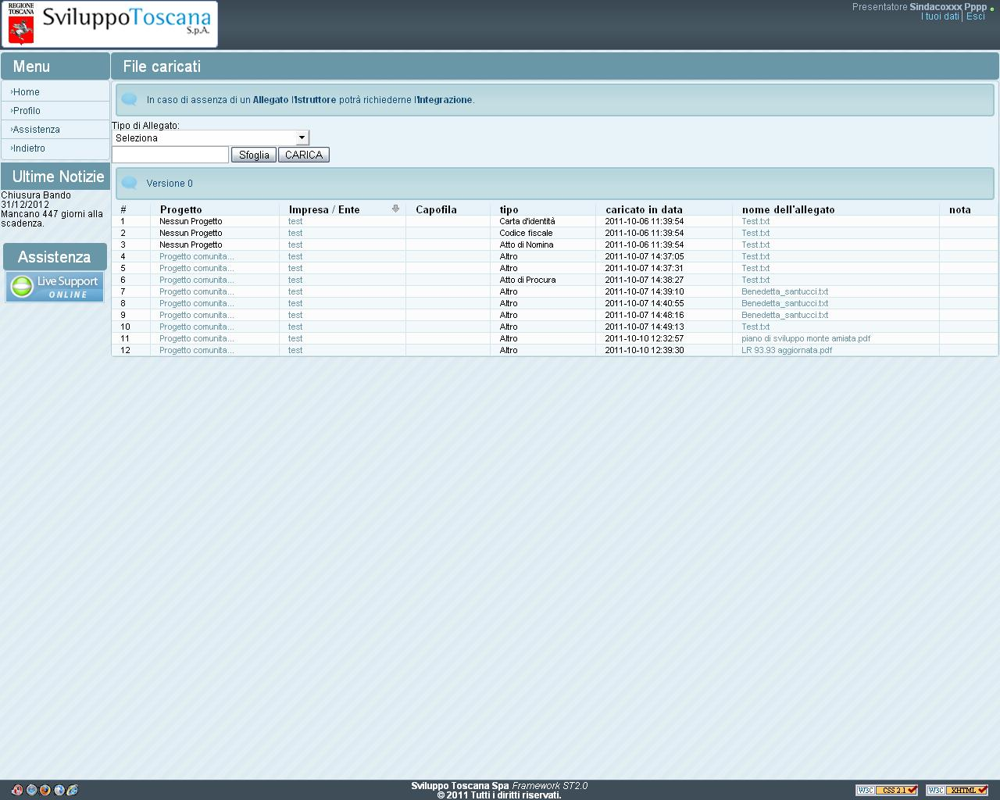 REGIONE
TOSCANA
SviluppoToscana
S.p.A.
Presentatore Sindacoxxx Pppp
I tuoi dati | Esci
Menu
File caricati
›Home
›Profilo
›Assistenza
›Indietro
In caso di assenza di un Allegato l'Istruttore potrà richiederne l'Integrazione.
Tipo di Allegato:
Seleziona
Sfoglia CARICA
Ultime Notizie
Chiusura Bando
31/12/2012
Mancano 447 giorni alla
scadenza.
Assistenza
Live Support
ONLINE
Versione 0
# Progetto Impresa / Ente Capofila tipo caricato in data nome dell'allegato nota
1 Nessun Progetto test Carta d'identità 2011-10-06 11:39:54 Test.txt
2 Nessun Progetto test Codice fiscale 2011-10-06 11:39:54 Test.txt
3 Nessun Progetto test Atto di Nomina 2011-10-06 11:39:54 Test.txt
4 Progetto comunita... test Altro 2011-10-07 14:37:05 Test.txt
5 Progetto comunita... test Altro 2011-10-07 14:37:31 Test.txt
6 Progetto comunita... test Atto di Procura 2011-10-07 14:38:27 Test.txt
7 Progetto comunita... test Altro 2011-10-07 14:39:10 Benedetta_santucci.txt
8 Progetto comunita... test Altro 2011-10-07 14:40:55 Benedetta_santucci.txt
9 Progetto comunita... test Altro 2011-10-07 14:48:16 Benedetta_santucci.txt
10 Progetto comunita... test Altro 2011-10-07 14:49:13 Test.txt
11 Progetto comunita... test Altro 2011-10-10 12:32:57 piano di sviluppo monte amiata.pdf
12 Progetto comunita... test Altro 2011-10-10 12:39:30 LR 93.93 aggiornata.pdf
Sviluppo Toscana Spa Framework ST2.0
© 2011 Tutti i diritti riservati.
W3C CSS 2.1
W3C XHTML